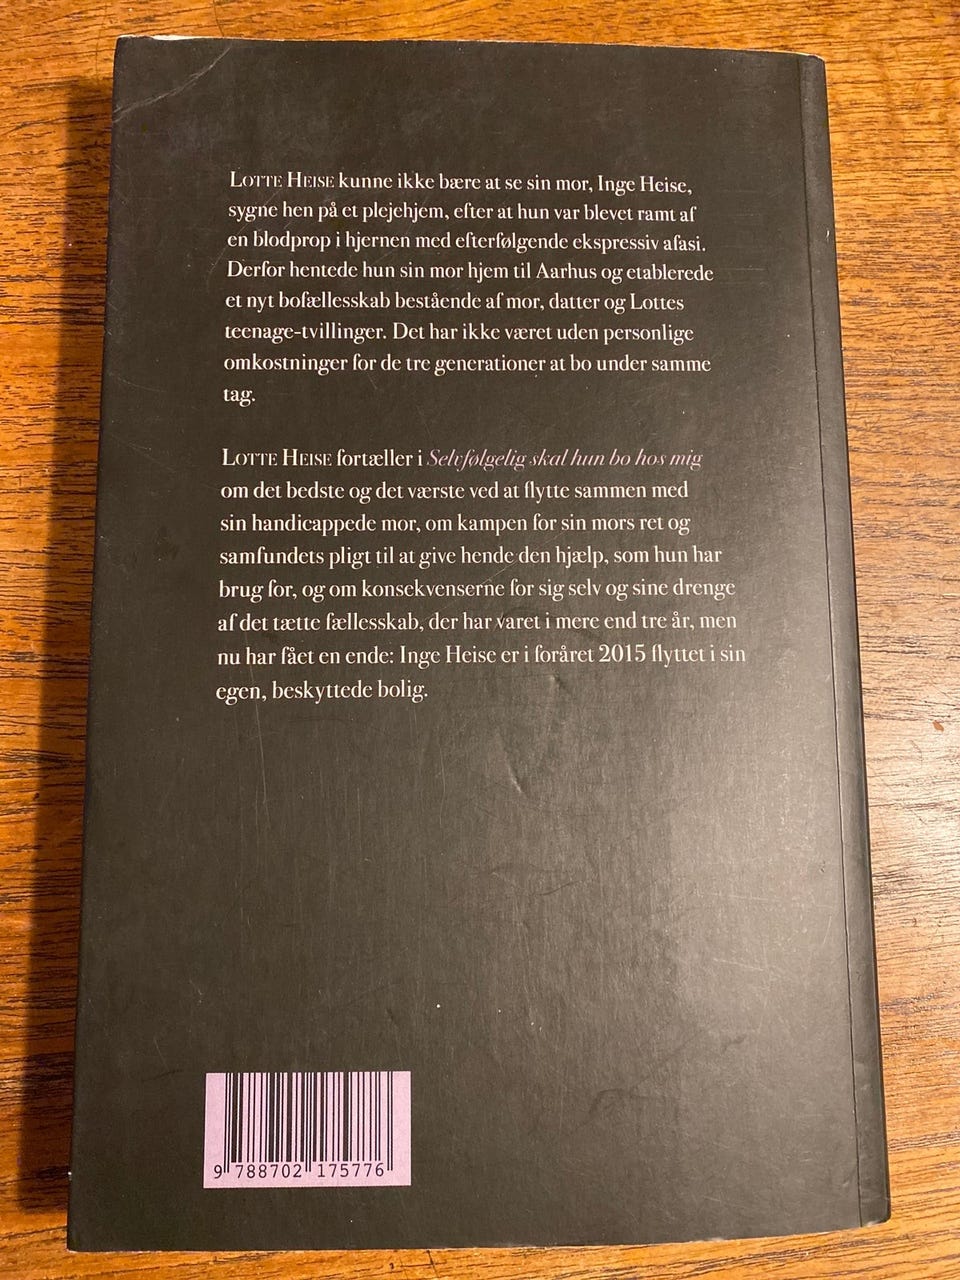 LOTTE HEISE kunne ikke bære at se sin mor, Inge Heise,
sygne hen på et plejehjem, efter at hun var blevet ramt af
en blodprop i hjernen med efterfølgende ekspressiv afasi.
Derfor hentede hun sin mor hjem til Aarhus og etablerede
et nyt bofællesskab bestående af mor, datter og Lottes
teenage-tvillinger. Det har ikke været uden personlige
omkostninger for de tre generationer at bo under samme
tag.
LOTTE HEISE fortæller i Selvfølgelig skal hun bo hos mig
om det bedste og det værste ved at flytte sammen med
sin handicappede mor, om kampen for sin mors ret og
samfundets pligt til at give hende den hjælp, som hun har
brug for, og om konsekvenserne for sig selv og sine drenge
af det tætte fællesskab, der har varet i mere end tre år, men
nu har fået en ende: Inge Heise er i foråret 2015 flyttet i sin
egen, beskyttede bolig.
9 788702 175776